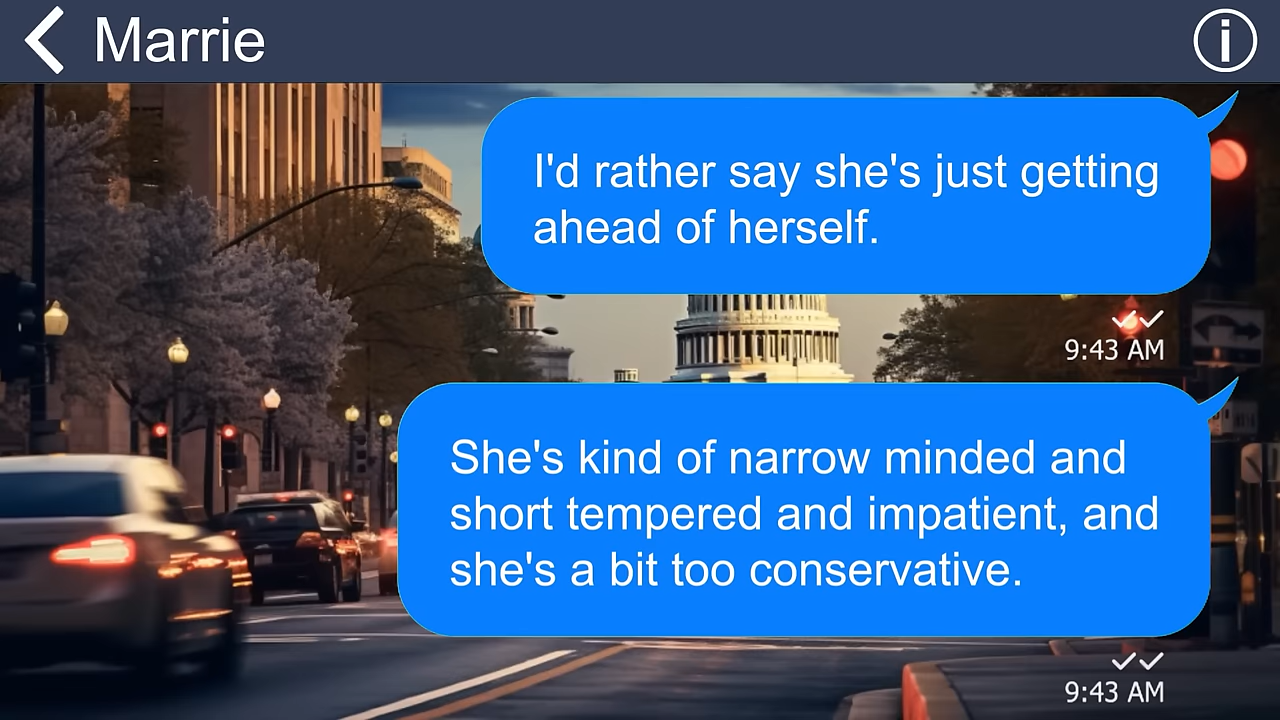 Marrie
I'd rather say she's just getting
ahead of herself.
9:43 AM
She's kind of narrow minded and
short tempered and impatient, and
she's a bit too conservative.
9:43 AM